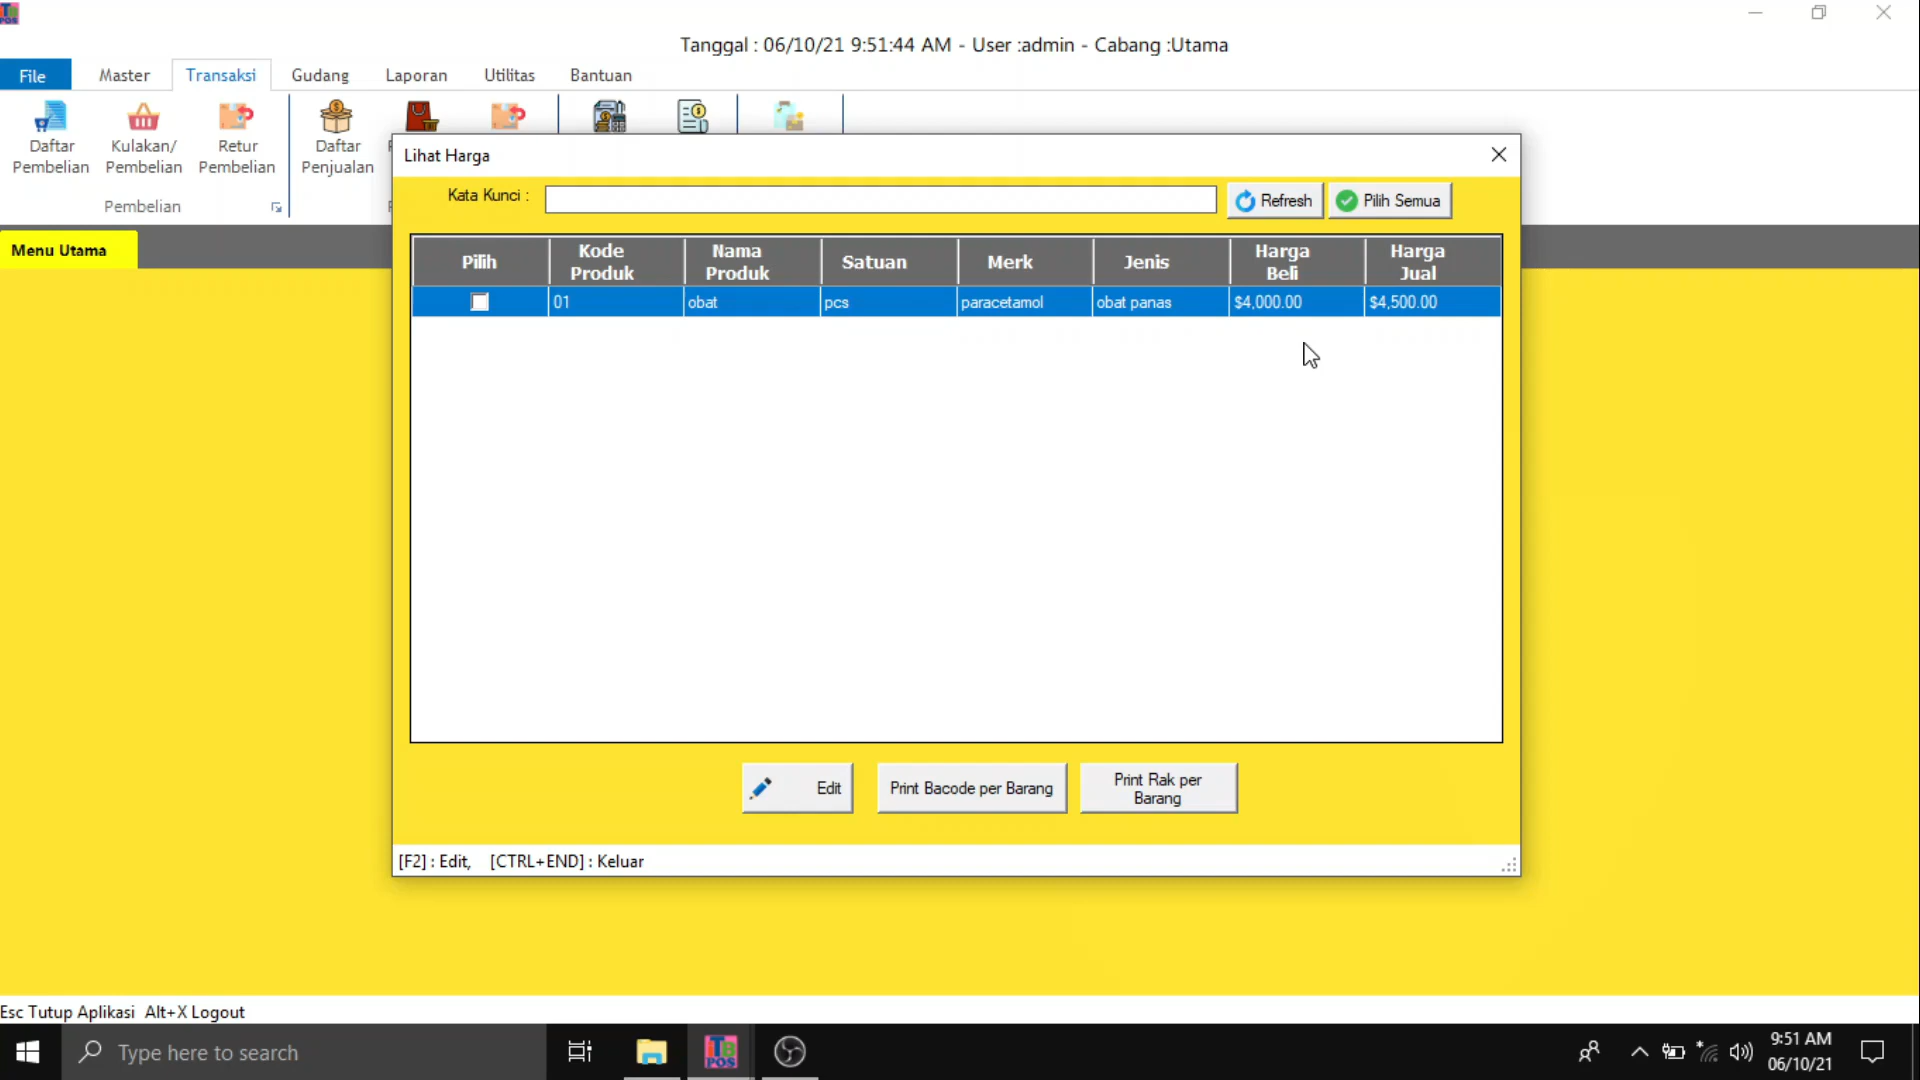 Tanggal : 06/10/21 9:51:44 AM - User :admin - Cabang :Utama
File Master Transaksi Gudang Laporan Utilitas Bantuan
Daftar Pembelian
Kulakan/ Pembelian
Retur Pembelian
Daftar Penjualan
Pembelian
Menu Utama
Lihat Harga
Kata Kunci :
Refresh
Pilih Semua
Pilih Kode Produk Nama Produk Satuan Merk Jenis Harga Beli Harga Jual
01 obat pcs paracetamol obat panas $4,000.00 $4,500.00
Edit
Print Bacode per Barang
Print Rak per
Barang
[F2] : Edit, [CTRL+END] : Keluar
Esc Tutup Aplikasi Alt+X Logout
Type here to search
9:51 AM
06/10/21